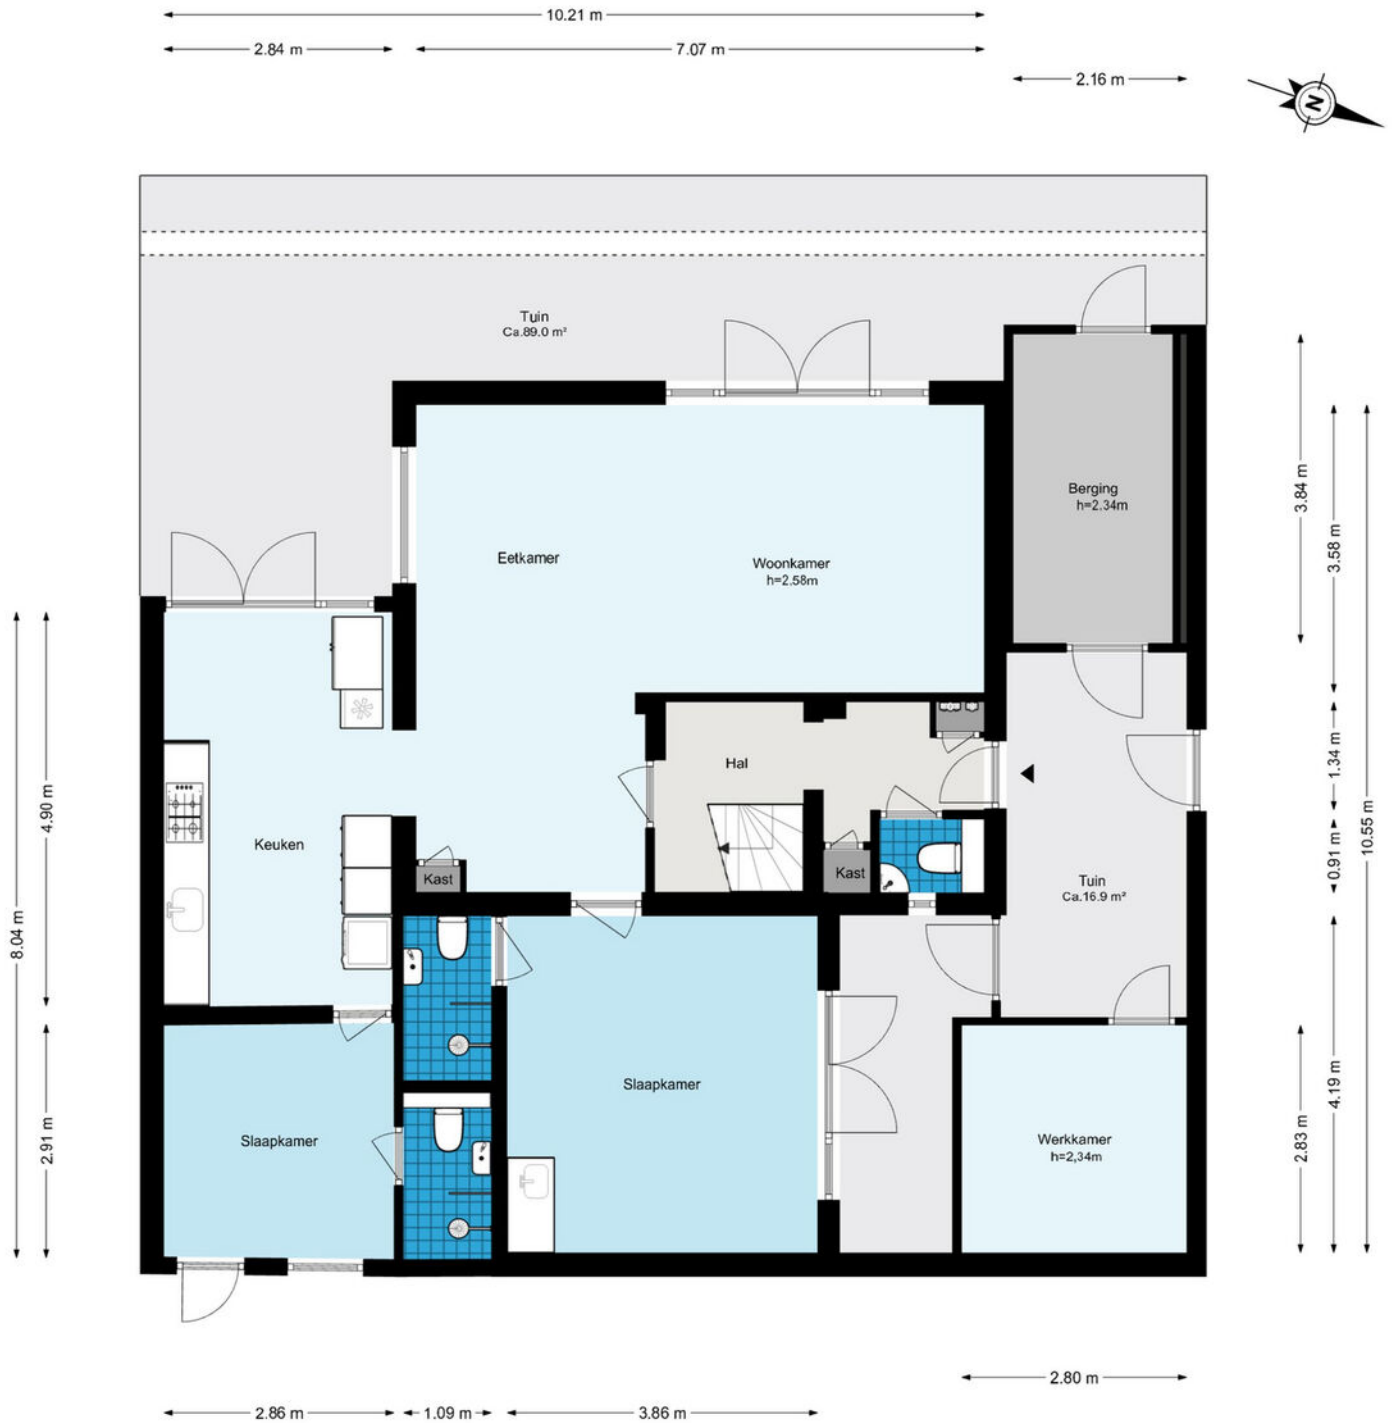 10.21 m
2.84 m
7.07 m
2.16 m
N
Tuin
Ca.89.0 m²
Berging
h=2.34m
3.84 m
3.58 m
Eetkamer
Woonkamer
h=2.58m
Hal
1.34 m
4.90 m
Keuken
10.55 m
0.91 m
Kast
Kast
Tuin
Ca.16.9 m²
8.04 m
Slaapkamer
4.19 m
2.91 m
Slaapkamer
Werkkamer
h=2,34m
2.83 m
2.80 m
2.86 m
1.09 m
3.86 m